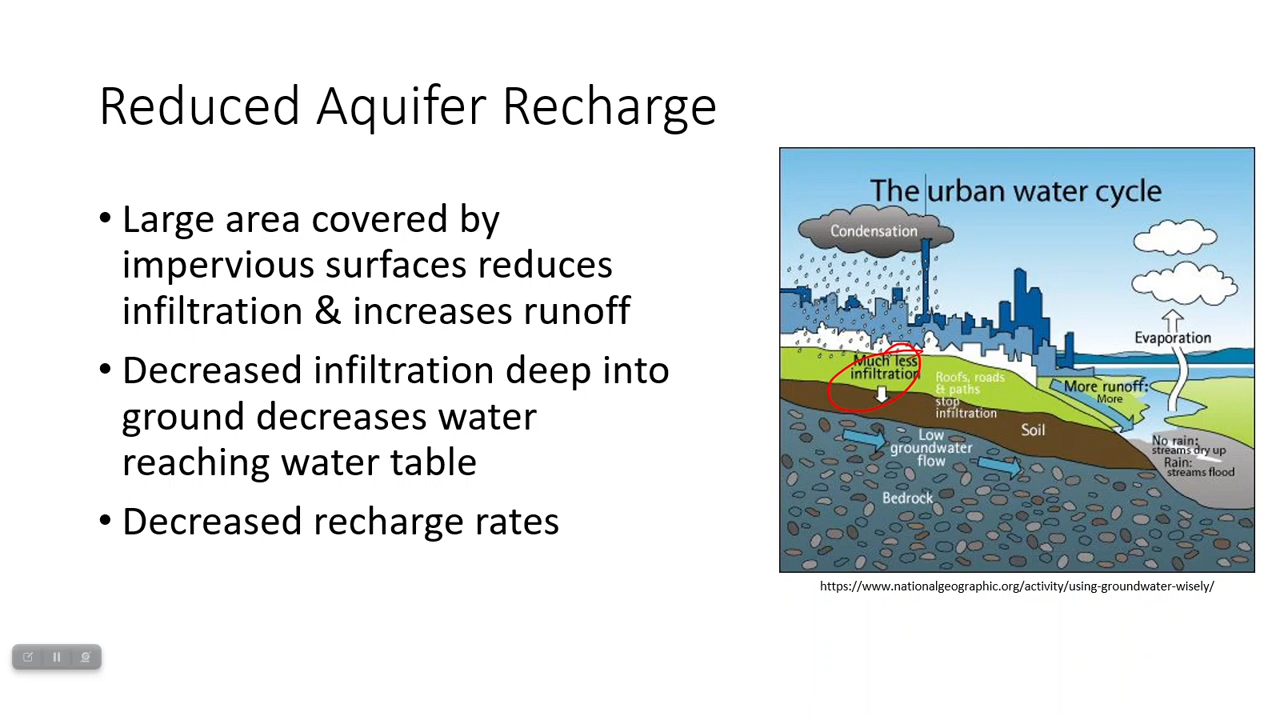 Reduced Aquifer Recharge
• Large area covered by
impervious surfaces reduces
infiltration & increases runoff
• Decreased infiltration deep into
ground decreases water
reaching water table
• Decreased recharge rates
The urban water cycle
Condensation
Evaporation
Much less
infiltration
Roofs, roads
& paths
stop
infiltration
More runoff:
More
Soil
Low
groundwater
flow
No rain:
streams dry up
Rain:
streams flood
Bedrock
https://www.nationalgeographic.org/activity/using-groundwater-wisely/